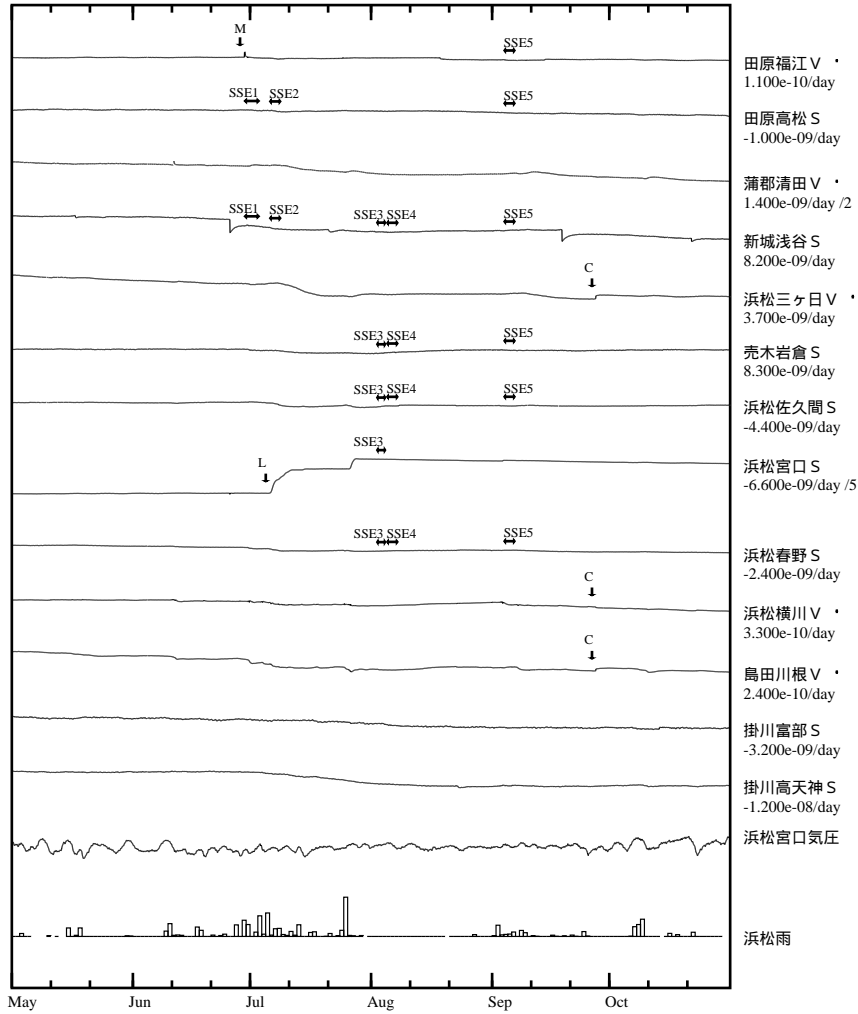 M
SSE5
田原福江V
1.100e-10/day
SSE1
SSE2
SSE5
田原高松S
-1.000e-09/day
蒲郡清田V
1.400e-09/day /2
SSE1
SSE2
SSE3
SSE4
SSE5
新城浅谷S
8.200e-09/day
C
浜松三ヶ日V
3.700e-09/day
SSE3
SSE4
SSE5
売木岩倉S
8.300e-09/day
SSE3
SSE4
SSE5
浜松佐久間S
-4.400e-09/day
SSE3
L
浜松宮口S
-6.600e-09/day /5
SSE3
SSE4
SSE5
浜松春野S
-2.400e-09/day
C
浜松横川V
3.300e-10/day
C
島田川根V
2.400e-10/day
掛川富部S
-3.200e-09/day
掛川高天神S
-1.200e-08/day
浜松宮口気圧
浜松雨
May
Jun
Jul
Aug
Sep
Oct